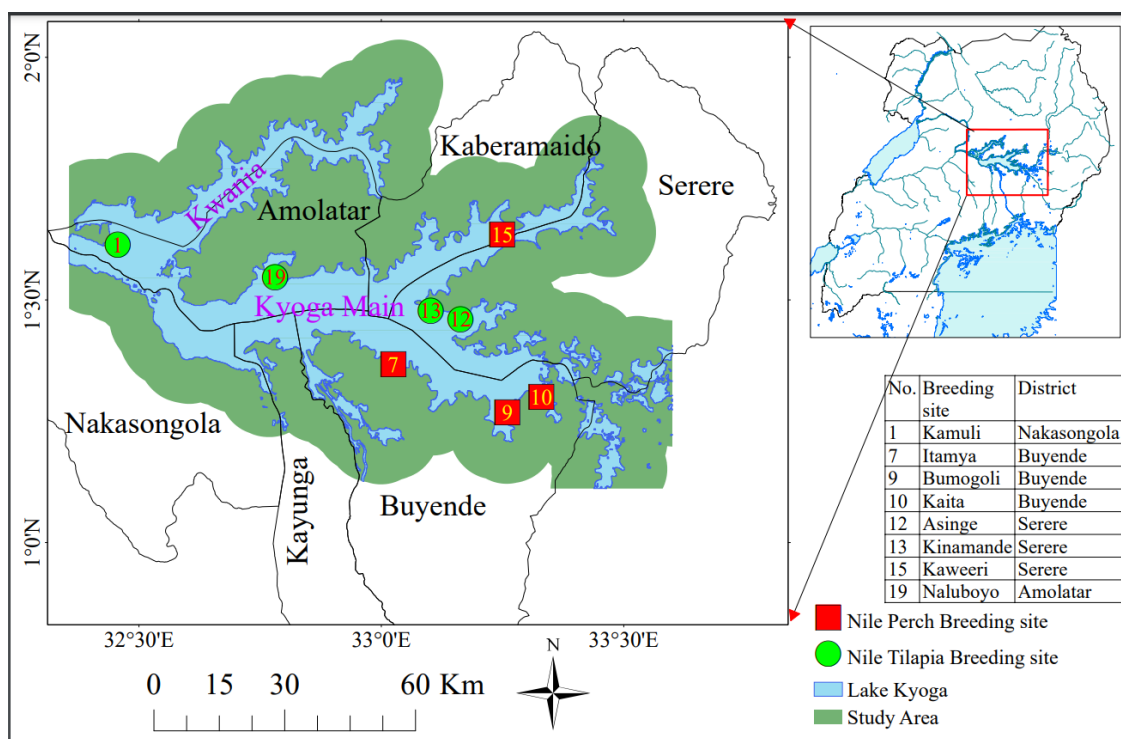 2°0'N
1°30'N
1°0'N
Kaberamaido
Serere
Kwania
Amolatar
15
1
19
Kyoga Main
13
12
7
10
9
Nakasongola
Kayunga
Buyende
32°30'E
33°0'E
33°30'E
0 15 30 60 Km
N
No. Breeding site District
1 Kamuli Nakasongola
7 Itamya Buyende
9 Bumogoli Buyende
10 Kaita Buyende
12 Asinge Serere
13 Kinamande Serere
15 Kaweeri Serere
19 Naluboyo Amolatar
Nile Perch Breeding site
Nile Tilapia Breeding site
Lake Kyoga
Study Area